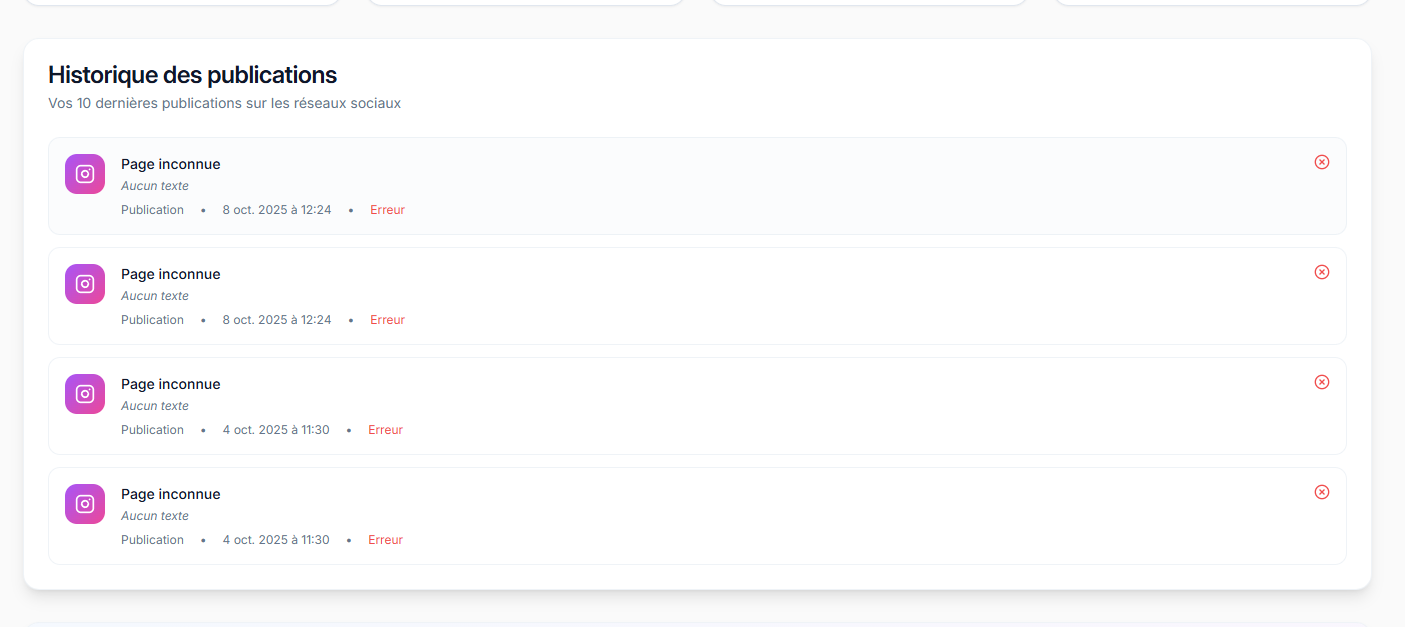 Historique des publications
Vos 10 dernières publications sur les réseaux sociaux
Page inconnue
Aucun texte
Publication • 8 oct. 2025 à 12:24 • Erreur
Page inconnue
Aucun texte
Publication • 8 oct. 2025 à 12:24 • Erreur
Page inconnue
Aucun texte
Publication • 4 oct. 2025 à 11:30 • Erreur
Page inconnue
Aucun texte
Publication • 4 oct. 2025 à 11:30 • Erreur